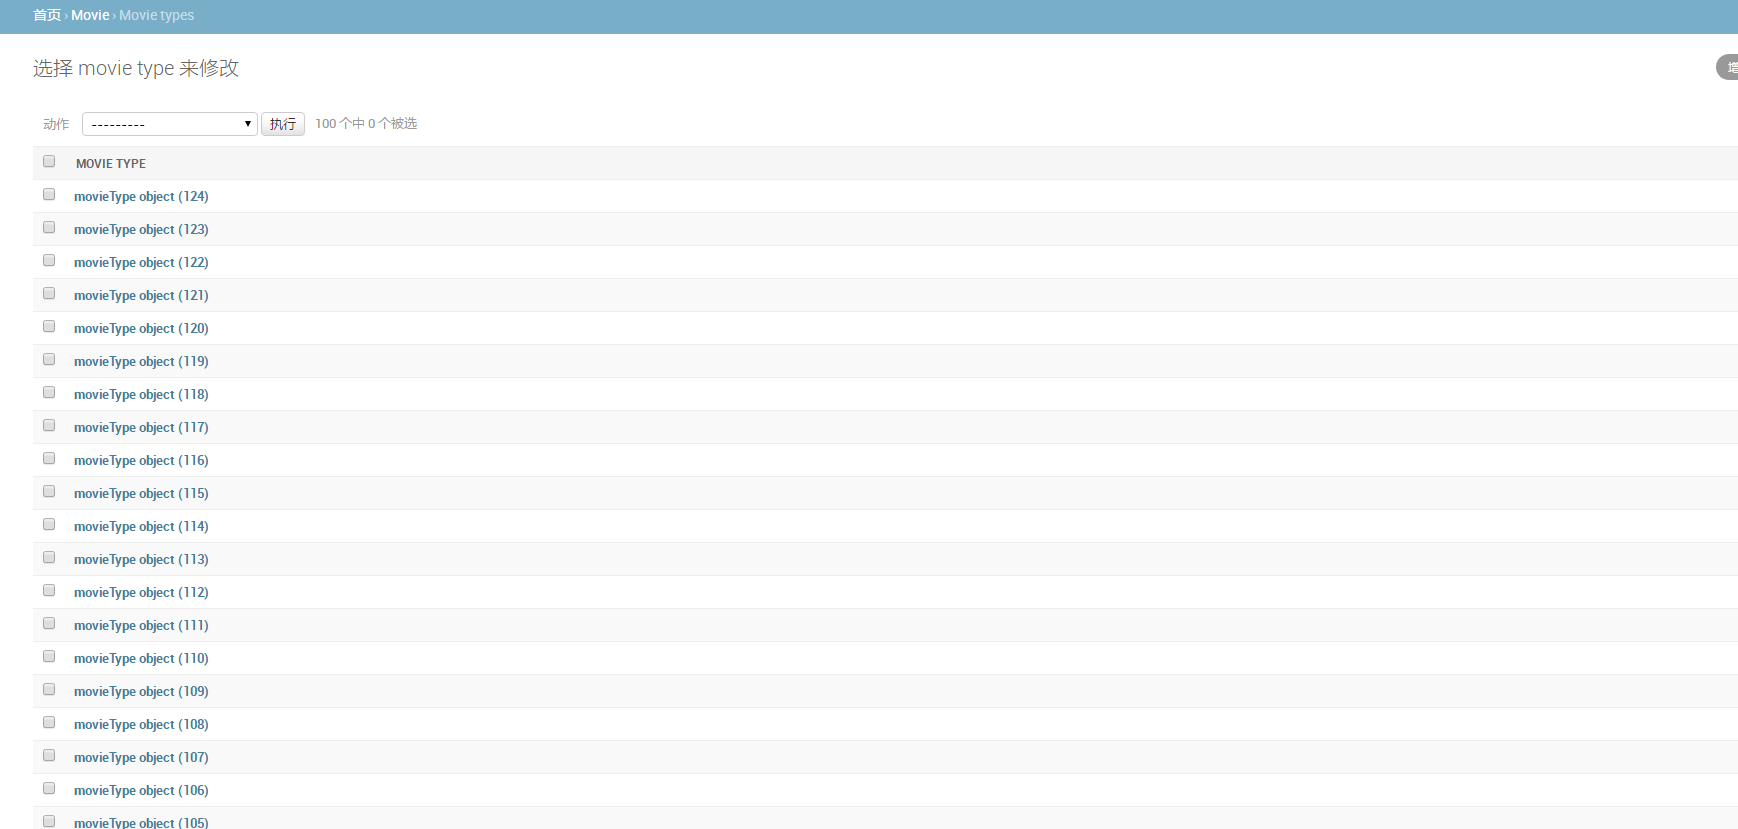 首页 › Movie › Movie types
选择 movie type 来修改
增
动作 --------- 执行 100 个中 0 个被选
MOVIE TYPE
movieType object (124)
movieType object (123)
movieType object (122)
movieType object (121)
movieType object (120)
movieType object (119)
movieType object (118)
movieType object (117)
movieType object (116)
movieType object (115)
movieType object (114)
movieType object (113)
movieType object (112)
movieType object (111)
movieType object (110)
movieType object (109)
movieType object (108)
movieType object (107)
movieType object (106)
movieType object (105)